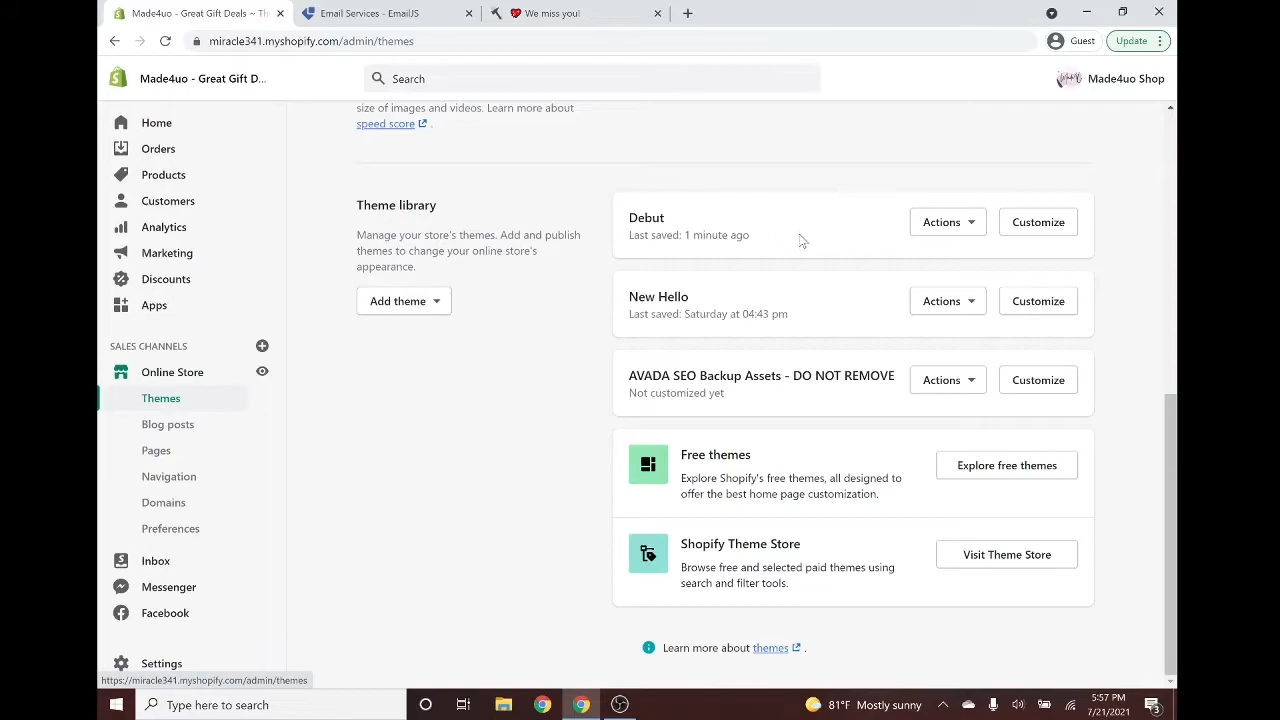 Made4uo - Great Gift Deals ~ Th
Email Services - EmailJS
We miss you!
miracle341.myshopify.com/admin/themes
Guest
Update
Made4uo - Great Gift D...
Search
Made4uo Shop
Home
Orders
Products
Customers
Analytics
Marketing
Discounts
Apps
SALES CHANNELS
Online Store
Themes
Blog posts
Pages
Navigation
Domains
Preferences
Inbox
Messenger
Facebook
Settings
https://miracle341.myshopify.com/admin/themes
size of images and videos. Learn more about
speed score .
Theme library
Manage your store's themes. Add and publish
themes to change your online store's
appearance.
Add theme
Debut
Last saved: 1 minute ago
Actions
Customize
New Hello
Last saved: Saturday at 04:43 pm
Actions
Customize
AVADA SEO Backup Assets - DO NOT REMOVE
Not customized yet
Actions
Customize
Free themes
Explore Shopify's free themes, all designed to
offer the best home page customization.
Explore free themes
Shopify Theme Store
Browse free and selected paid themes using
search and filter tools.
Visit Theme Store
Learn more about themes .
Type here to search
81°F Mostly sunny
5:57 PM
7/21/2021
3